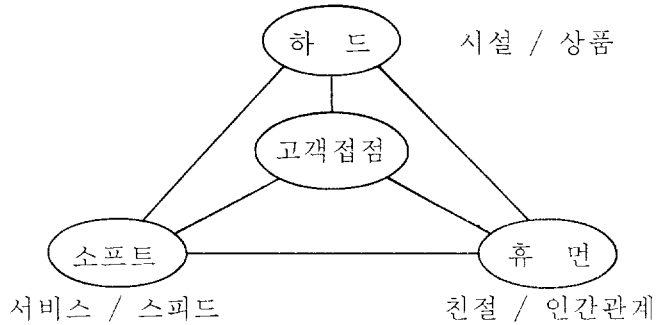 하 드 시설 / 상품
고객접점
소프트 휴 먼
서비스 / 스피드 친절 / 인간관계